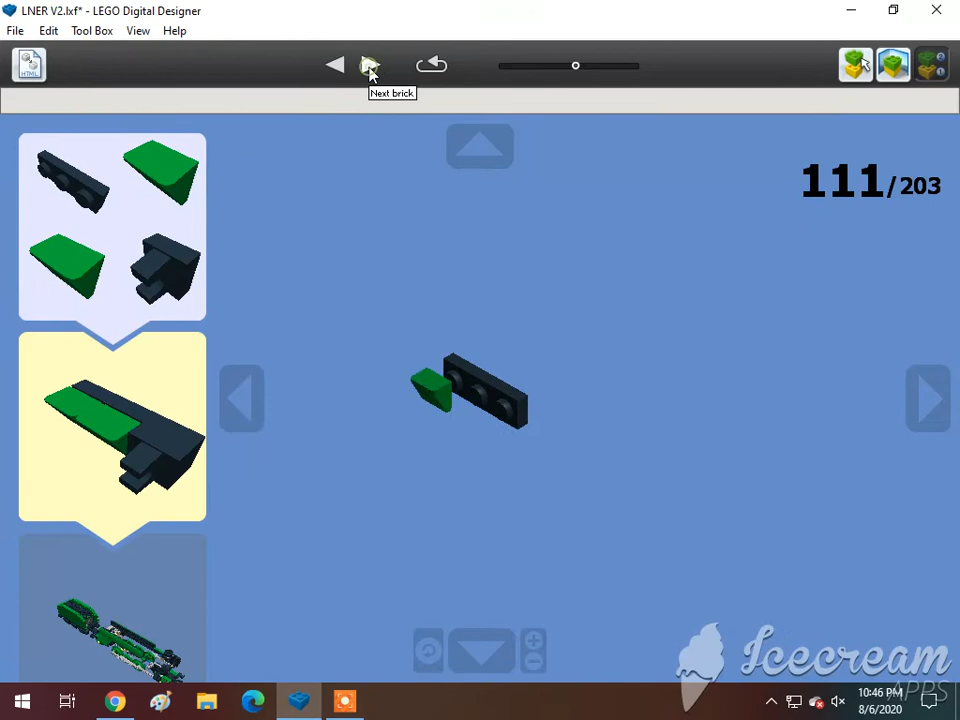 LNER V2.lxf* - LEGO Digital Designer
File Edit Tool Box View Help
HTML
Next brick
111/203
Icecream
APPS
10:46 PM
8/6/2020